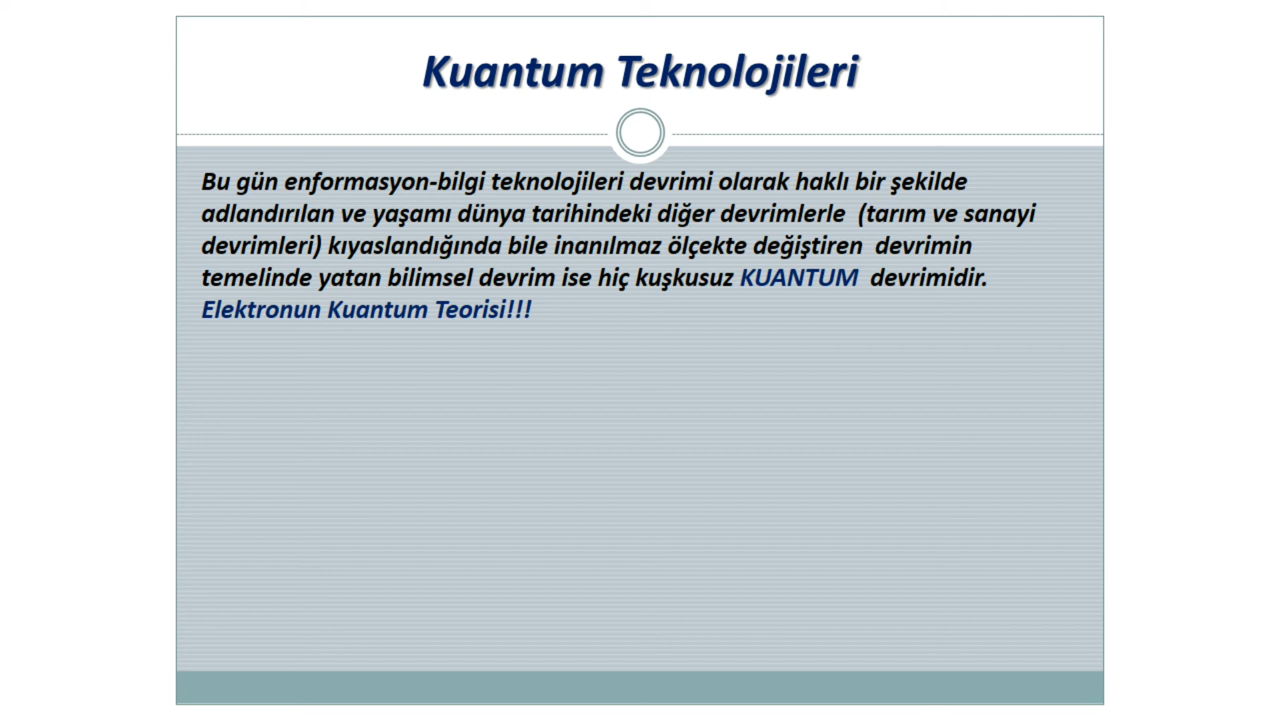 Kuantum Teknolojileri
Bu gün enformasyon-bilgi teknolojileri devrimi olarak haklı bir şekilde
adlandırılan ve yaşamı dünya tarihindeki diğer devrimlerle  (tarım ve sanayi
devrimleri) kıyaslandığında bile inanılmaz ölçekte değiştiren  devrimin
temelinde yatan bilimsel devrim ise hiç kuşkusuz KUANTUM  devrimidir.
Elektronun Kuantum Teorisi!!!